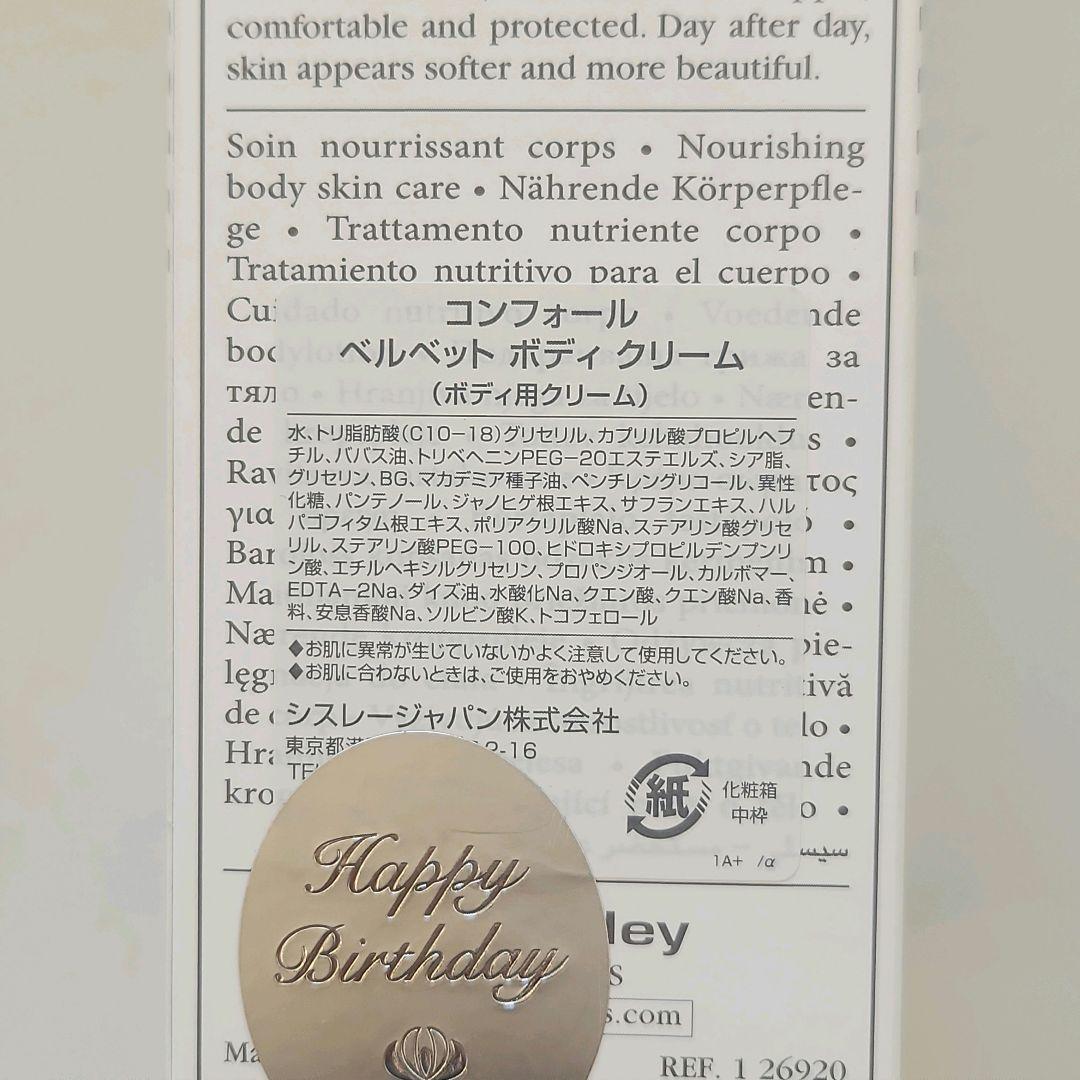 comfortable and protected. Day after day,
skin appears softer and more beautiful.
Soin nourrissant corps • Nourishing
body skin care • Nährende Körperpfle-
ge • Trattamento nutriente corpo •
Tratamiento nutritivo para el cuerpo •
コンフォール
ベルベット ボディ クリーム
(ボディ用クリーム)
水、トリ脂肪酸(C10-18)グリセリル、カプリル酸プロピルヘプ
チル、ババス油、トリベヘニンPEG-20エステエルズ、シア脂、
グリセリン、BG、マカデミア種子油、ペンチレングリコール、異性
化糖、パンテノール、ジャノヒゲ根エキス、サフランエキス、ハル
パゴフィタム根エキス、ポリアクリル酸Na、ステアリン酸グリセ
リル、ステアリン酸PEG-100、ヒドロキシプロピルデンプンリ
ン酸、エチルヘキシルグリセリン、プロパンジオール、カルボマー、
EDTA-2Na、ダイズ油、水酸化Na、クエン酸、クエン酸Na、香
料、安息香酸Na、ソルビン酸K、トコフェロール
◆お肌に異常が生じていないかよく注意して使用してください。
◆お肌に合わないときは、ご使用をおやめください。
シスレージャパン株式会社
東京都
2-16
紙
化粧箱
中枠
1A+ /α
Happy
Birthday
ley
s.com
REF. 1 26920